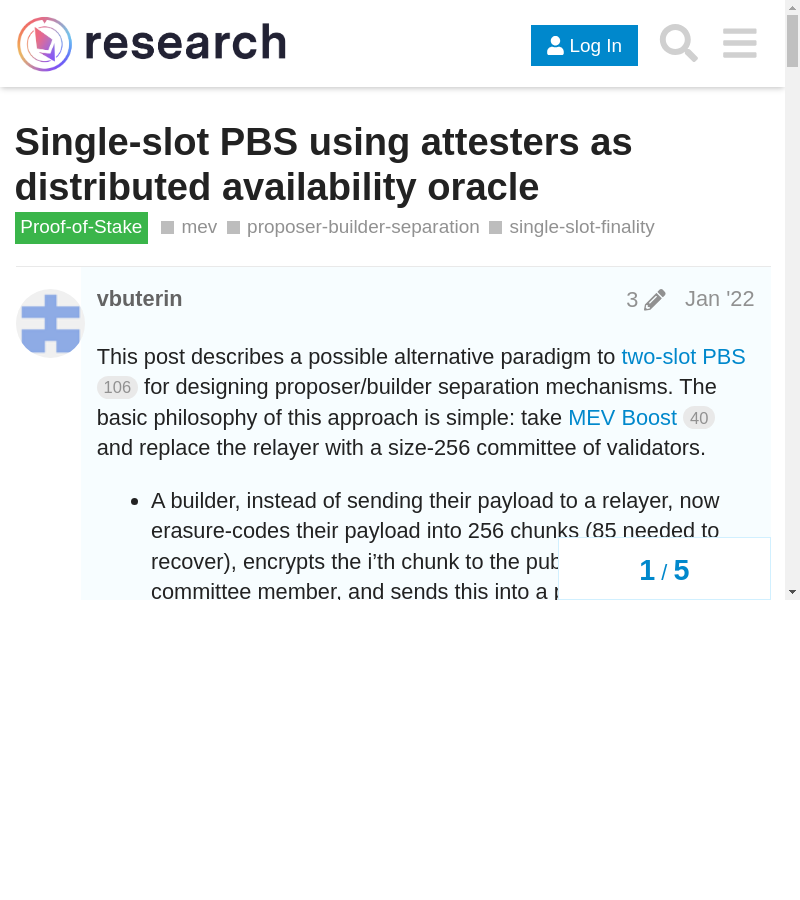 research
Log In
Single-slot PBS using attesters as
distributed availability oracle
Proof-of-Stake mev proposer-builder-separation single-slot-finality
vbuterin 3 Jan '22
This post describes a possible alternative paradigm to two-slot PBS
106 for designing proposer/builder separation mechanisms. The
basic philosophy of this approach is simple: take MEV Boost 40
and replace the relayer with a size-256 committee of validators.
• A builder, instead of sending their payload to a relayer, now
erasure-codes their payload into 256 chunks (85 needed to
recover), encrypts the i’th chunk to the
committee member, and sends this into a
1 / 5